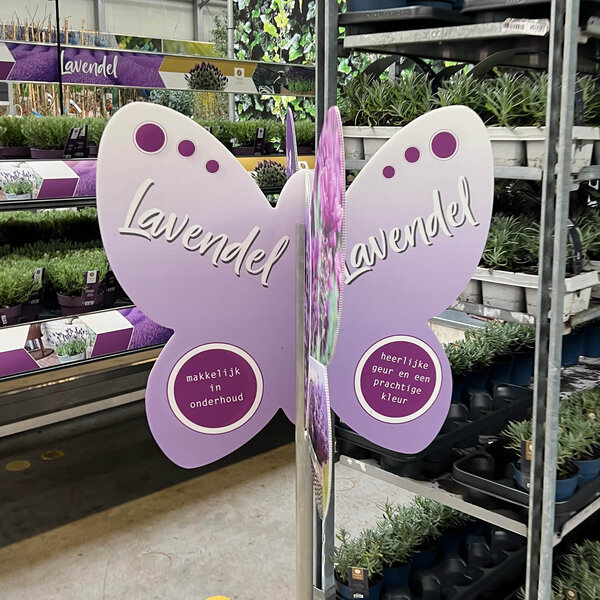 Lavendel
Lavendel
Lavendel
makkelijk
in
onderhoud
heerlijke
geur en een
prachtige
kleur